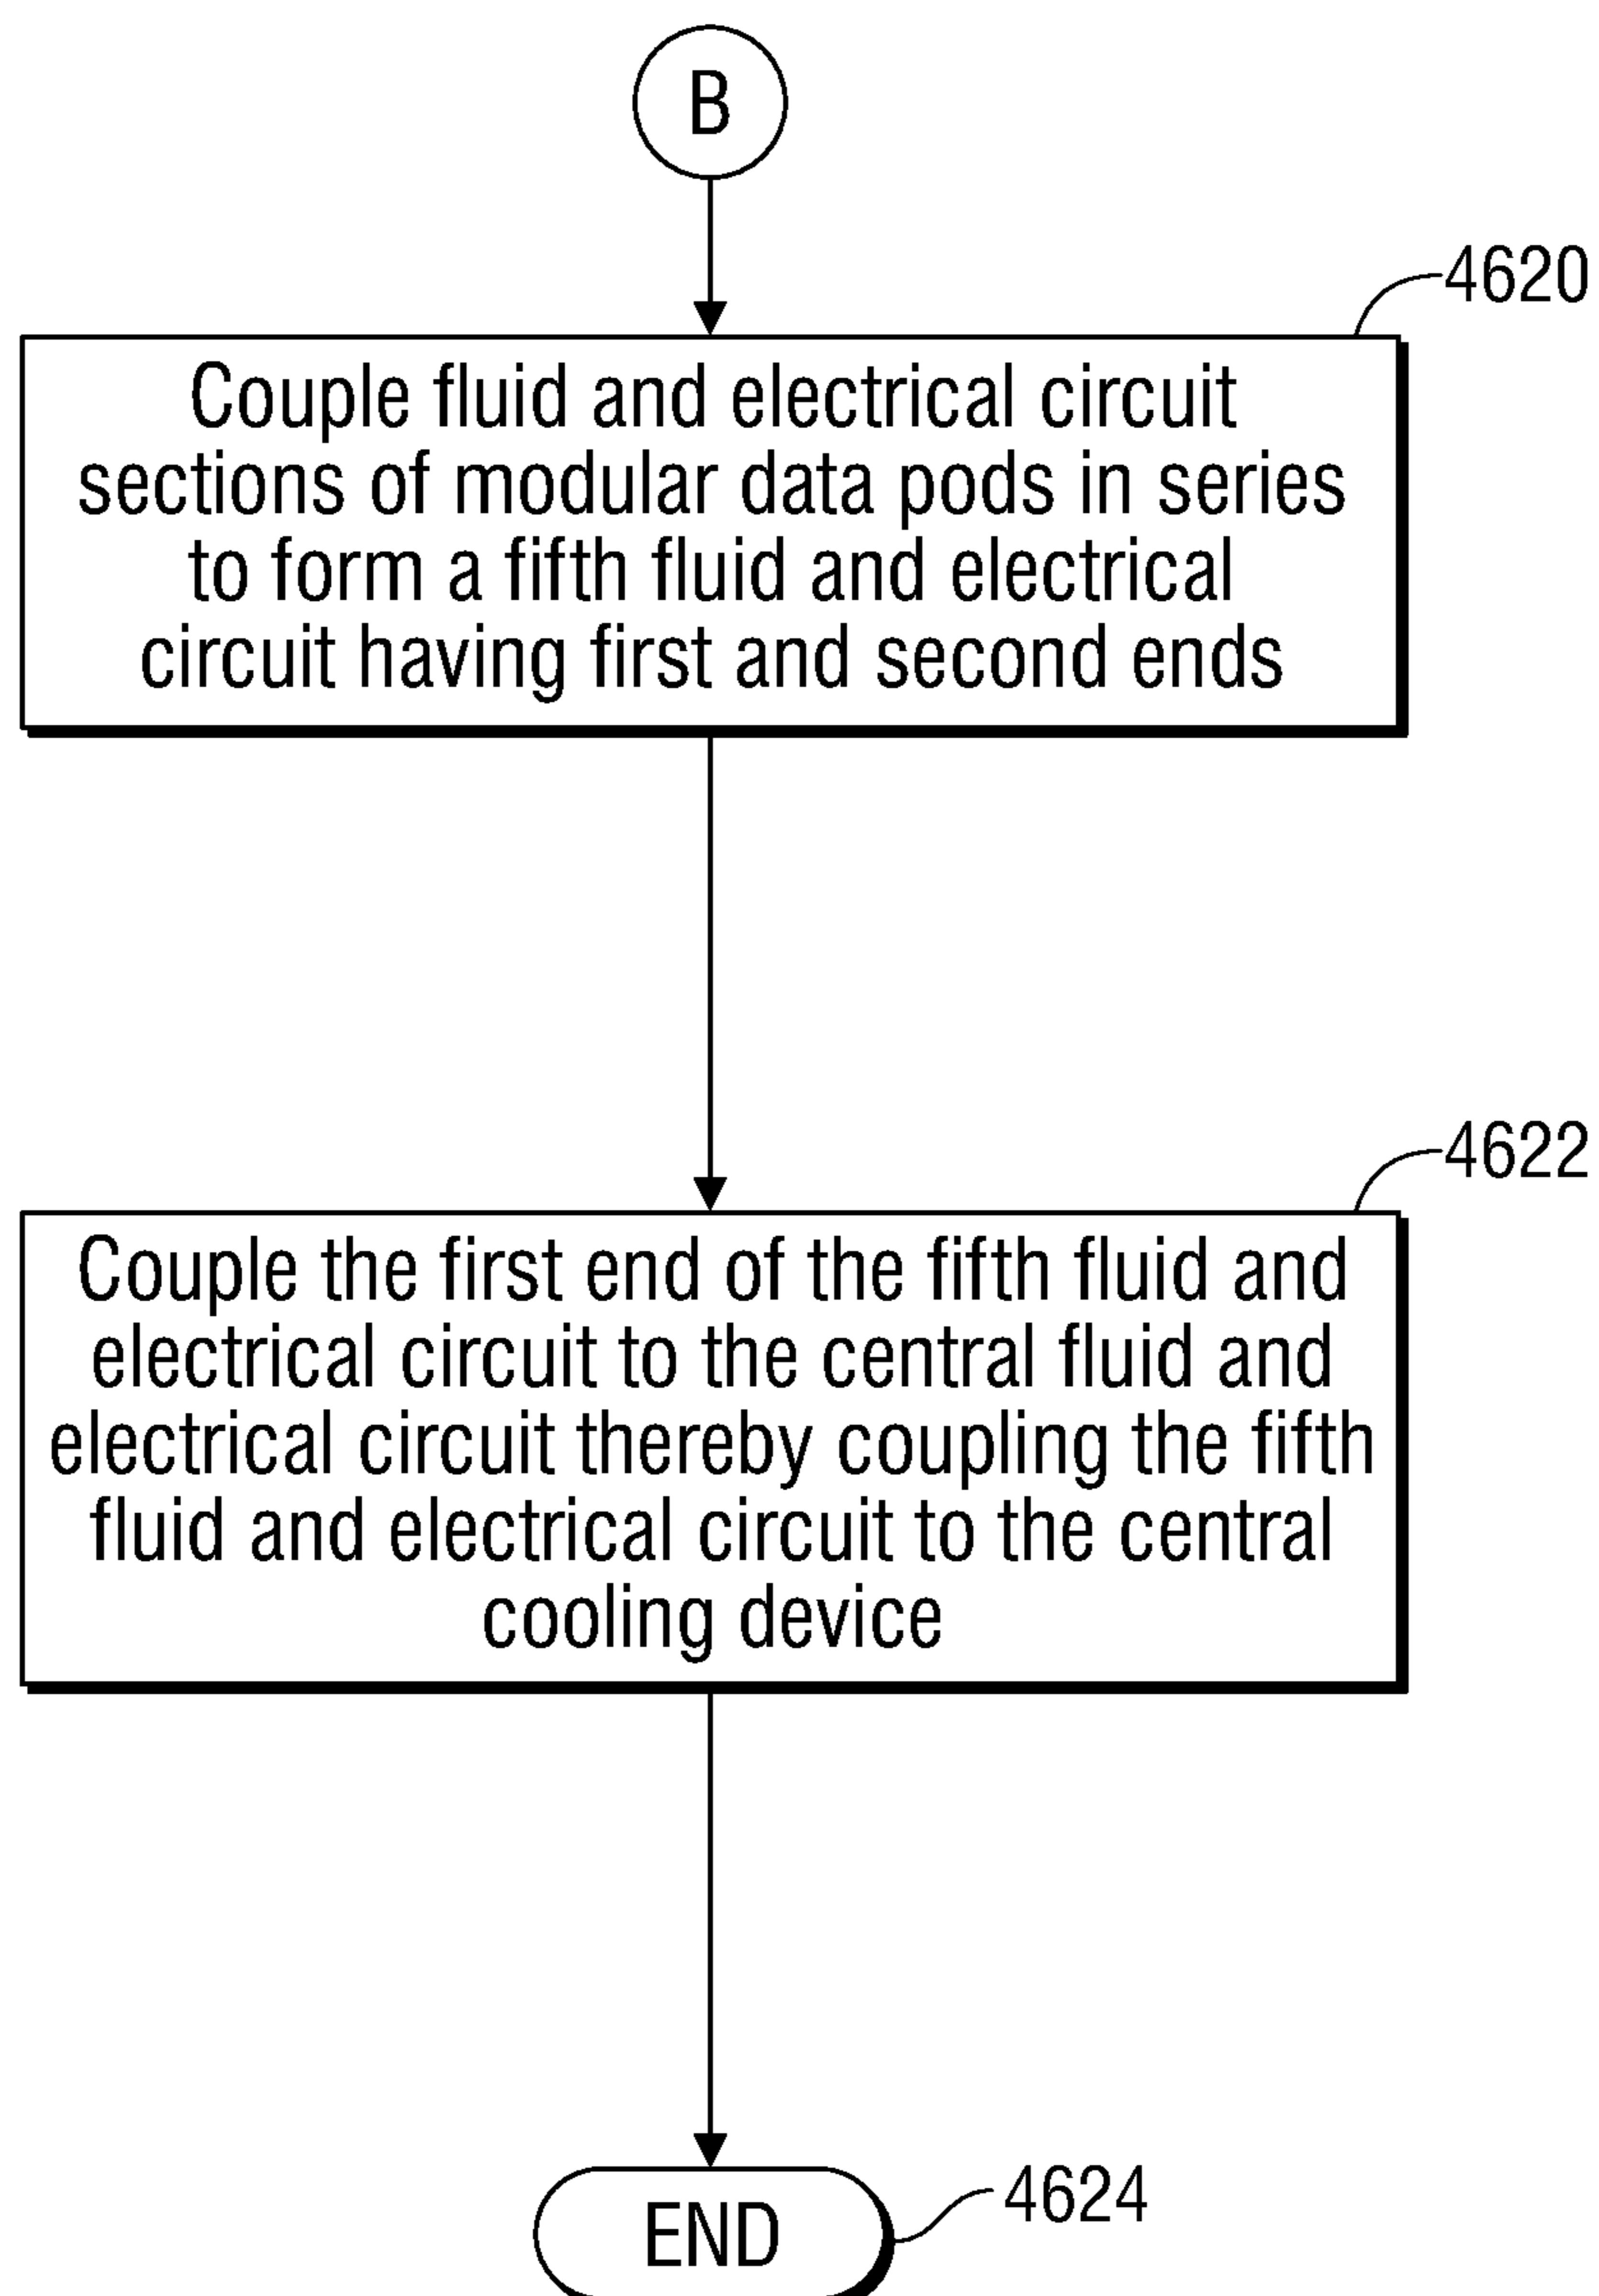 B
4620
Couple fluid and electrical circuit
sections of modular data pods in series
to form a fifth fluid and electrical
circuit having first and second ends
4622
Couple the first end of the fifth fluid and
electrical circuit to the central fluid and
electrical circuit thereby coupling the fifth
fluid and electrical circuit to the central
cooling device
END
4624